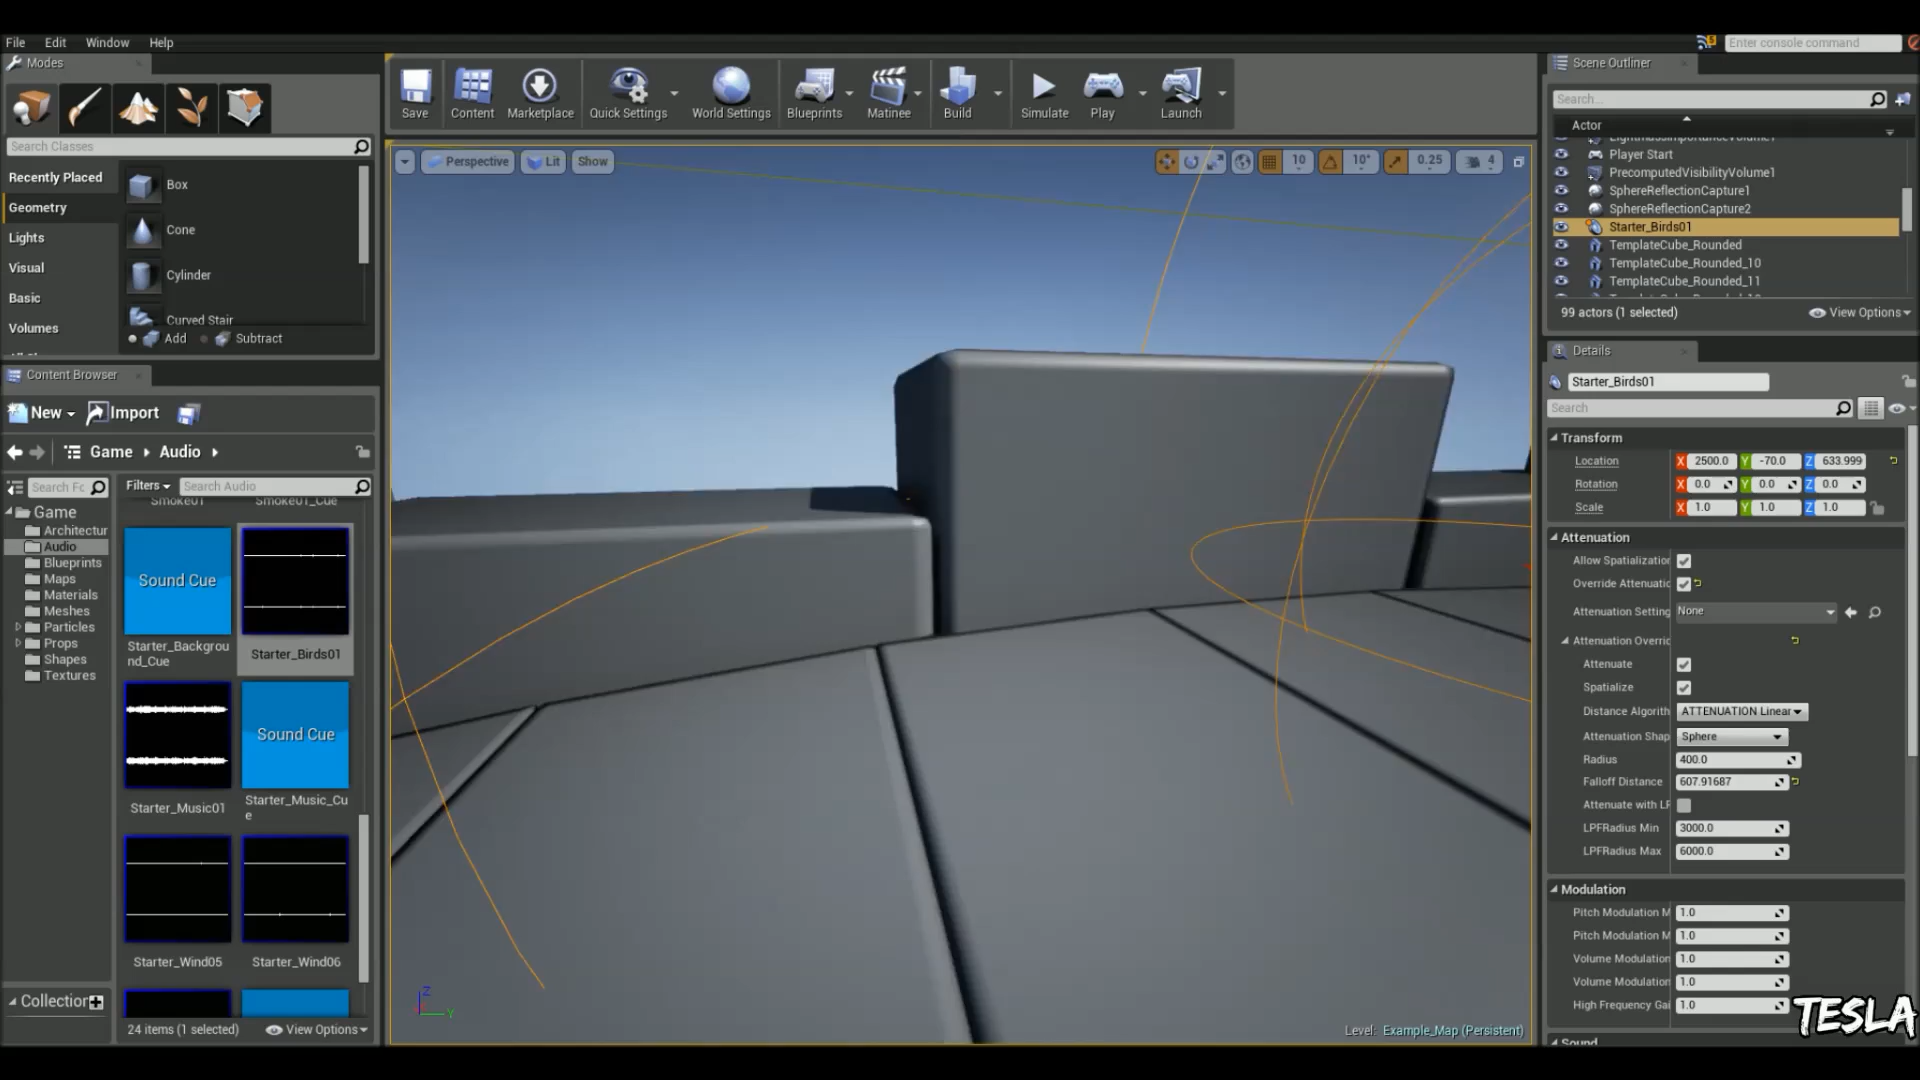 File Edit Window Help
Enter console command
Modes
Search Classes
Recently Placed
Geometry
Lights
Visual
Basic
Volumes
Box
Cone
Cylinder
Curved Stair
Add Subtract
Save
Content
Marketplace
Quick Settings
World Settings
Blueprints
Matinee
Build
Simulate
Play
Launch
Perspective Lit Show
10 10° 0.25 4
Content Browser
New Import
Game Audio
Search Fc
Filters Search Audio
Game
Architectur
Audio
Blueprints
Maps
Materials
Meshes
Particles
Props
Shapes
Textures
Collection
Smoke01 Smoke01_Cue
Sound Cue
Starter_Backgrou
nd_Cue
Starter_Birds01
Sound Cue
Starter_Music01
Starter_Music_Cu
e
Starter_Wind05 Starter_Wind06
24 items (1 selected) View Options
Z
Y
Level: Example_Map (Persistent)
Scene Outliner
Search...
Actor
LightmassImportanceVolume1
Player Start
PrecomputedVisibilityVolume1
SphereReflectionCapture1
SphereReflectionCapture2
Starter_Birds01
TemplateCube_Rounded
TemplateCube_Rounded_10
TemplateCube_Rounded_11
99 actors (1 selected) View Options
Details
Starter_Birds01
Search
Transform
Location X 2500.0 Y -70.0 Z 633.999
Rotation X 0.0 Y 0.0 Z 0.0
Scale X 1.0 Y 1.0 Z 1.0
Attenuation
Allow Spatialization
Override Attenuatio
Attenuation Setting None
Attenuation Overric
Attenuate
Spatialize
Distance Algorith ATTENUATION Linear
Attenuation Shap Sphere
Radius 400.0
Falloff Distance 607.91687
Attenuate with LF
LPFRadius Min 3000.0
LPFRadius Max 6000.0
Modulation
Pitch Modulation M 1.0
Pitch Modulation M 1.0
Volume Modulation 1.0
Volume Modulation 1.0
High Frequency Gai 1.0
Sound
TESLA